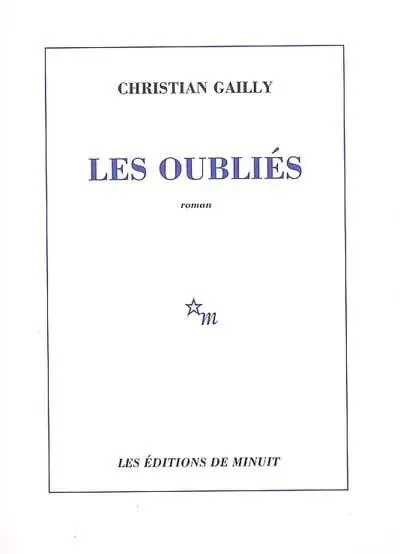 CHRISTIAN GAILLY
LES OUBLIÉS
roman
m
LES ÉDITIONS DE MINUIT